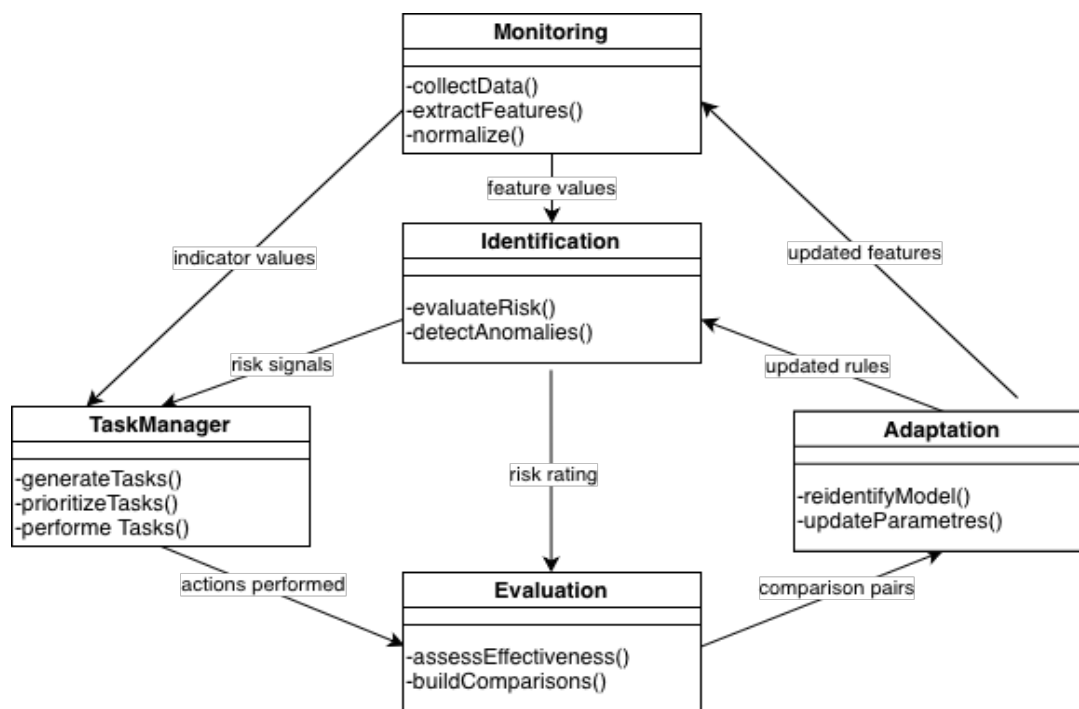 Monitoring
-collectData()
-extractFeatures()
-normalize()
feature values
indicator values
updated features
Identification
-evaluateRisk()
-detectAnomalies()
risk signals
updated rules
TaskManager
-generateTasks()
-prioritizeTasks()
-performe Tasks()
Adaptation
-reidentifyModel()
-updateParametres()
risk rating
actions performed
comparison pairs
Evaluation
-assessEffectiveness()
-buildComparisons()